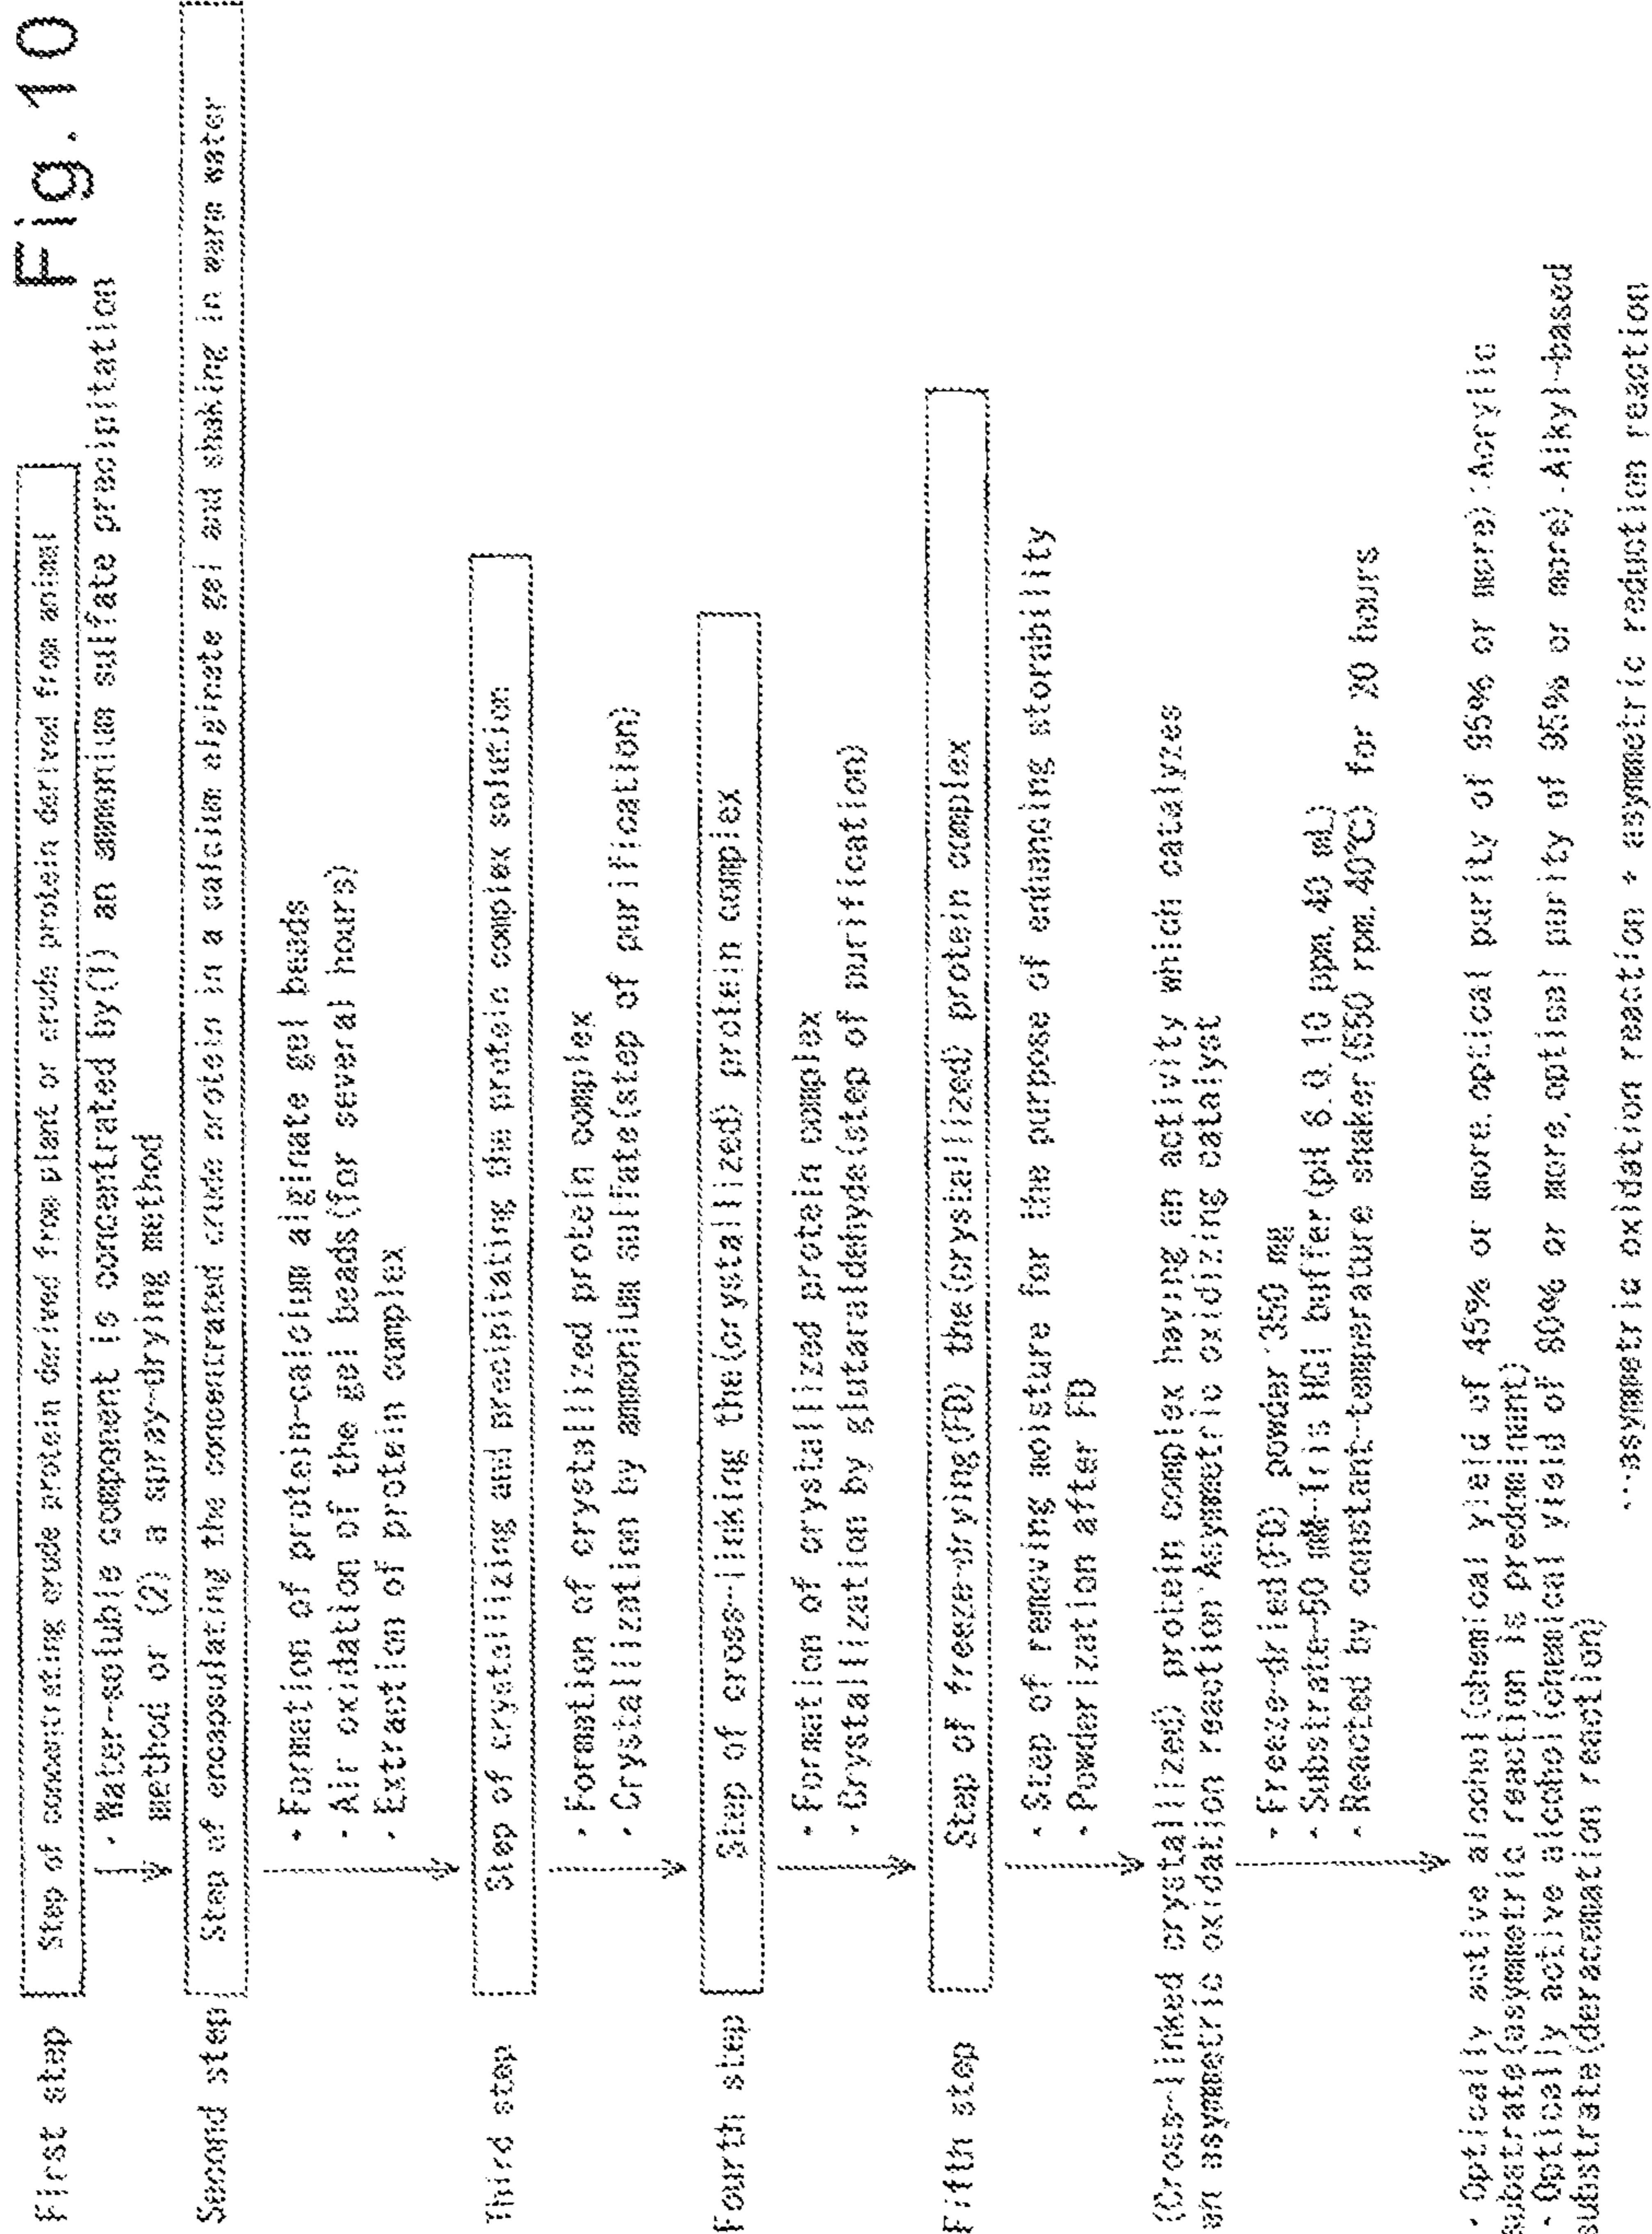 Fig.10
First step Step of concentrating crude protein derived from plant or crude protein derived from animal
・Water-soluble component is concentrated by(1) an ammonium sulfate precipitation
method or (2) a spray-drying method
Second step Step of encapsulating the concentrated crude protein in a calcium alginate gel and shaking in warm water
・Formation of protein-calcium alginate gel beads
・Air oxidation of the gel beads(for several hours)
・Extraction of protein complex
Third step Step of crystallizing and precipitating the protein complex solution
・Formation of crystallized protein complex
・Crystallization by ammonium sulfate(step of purification)
Fourth step Step of cross-linking the(crystallized) protein complex
・Formation of crystallized protein complex
・Crystallization by glutaraldehyde(step of purification)
Fifth step Step of freeze-drying(FD) the(crystallized) protein complex
・Step of removing moisture for the purpose of enhancing storability
・Powderization after FD
(Cross-linked crystallized) protein complex having an activity which catalyzes
an asymmetric oxidation reaction Asymmetric oxidizing catalyst
・Freeze-dried(FD) powder 350 mg
・Substrate-50 mM-Tris HCl buffer(pH 6.0, 10 ppm, 40 mL)
・Reacted by constant-temperature shaker(550 rpm, 40℃) for 20 hours
・Optically active alcohol(chemical yield of 45% or more, optical purity of 95% or more) Acrylic
subatrate(asymmetric reaction is predominant)
・Optically active alcohol(chemical yield of 80% or more, optical purity of 95% or more) Alkyl-based
substrate(deracemation reaction)
···asymmetric oxidation reaction + asymmetric reduction reaction